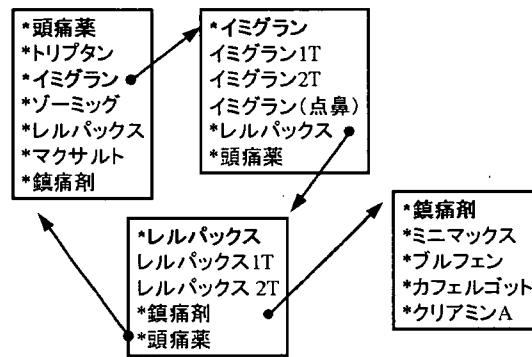 *頭痛薬
*トリプタン
*イミグラン
*ゾーミッグ
*レルパックス
*マクサルト
*鎮痛剤
*イミグラン
イミグラン1T
イミグラン2T
イミグラン(点鼻)
*レルパックス
*頭痛薬
*レルパックス
レルパックス1T
レルパックス 2T
*鎮痛剤
*頭痛薬
*鎮痛剤
*ミニマックス
*ブルフェン
*カフェルゴット
*クリアミンA